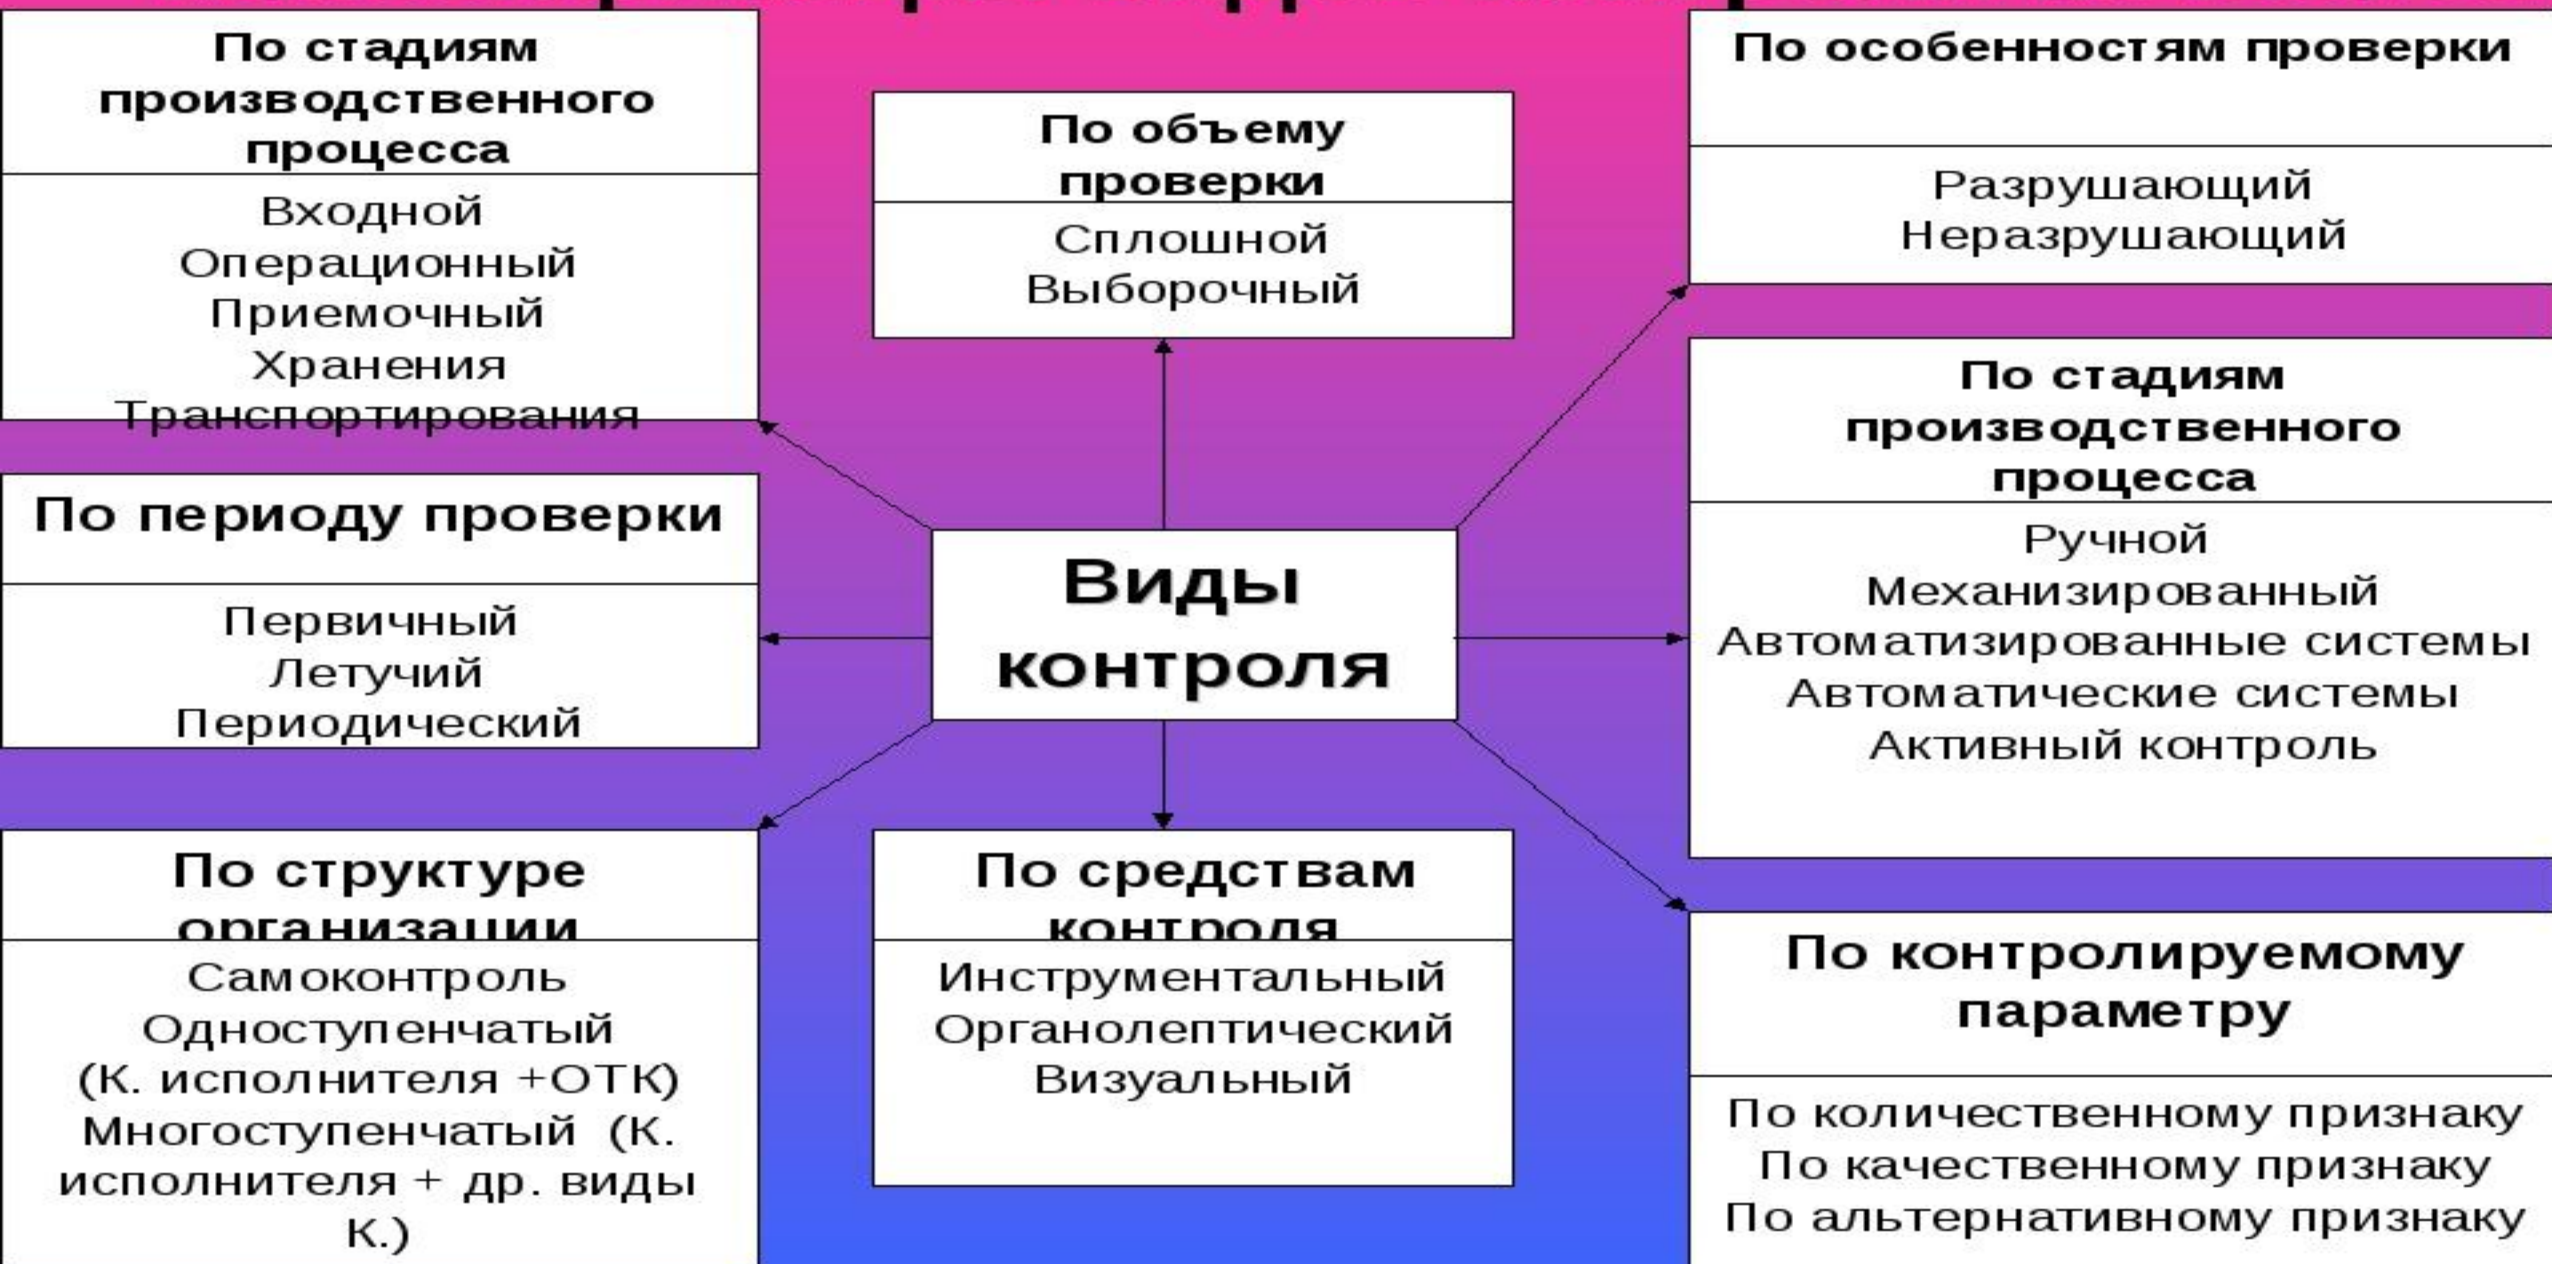 По стадиям
производственного
процесса
Входной
Операционный
Приемочный
Хранения
Транспортирования
По объему
проверки
Сплошной
Выборочный
По особенностям проверки
Разрушающий
Неразрушающий
По периоду проверки
Первичный
Летучий
Периодический
Виды
контроля
По стадиям
производственного
процесса
Ручной
Механизированный
Автоматизированные системы
Автоматические системы
Активный контроль
По структуре
организации
Самоконтроль
Одноступенчатый
(К. исполнителя +ОТК)
Многоступенчатый (К.
исполнителя + др. виды
К.)
По средствам
контроля
Инструментальный
Органолептический
Визуальный
По контролируемому
параметру
По количественному признаку
По качественному признаку
По альтернативному признаку